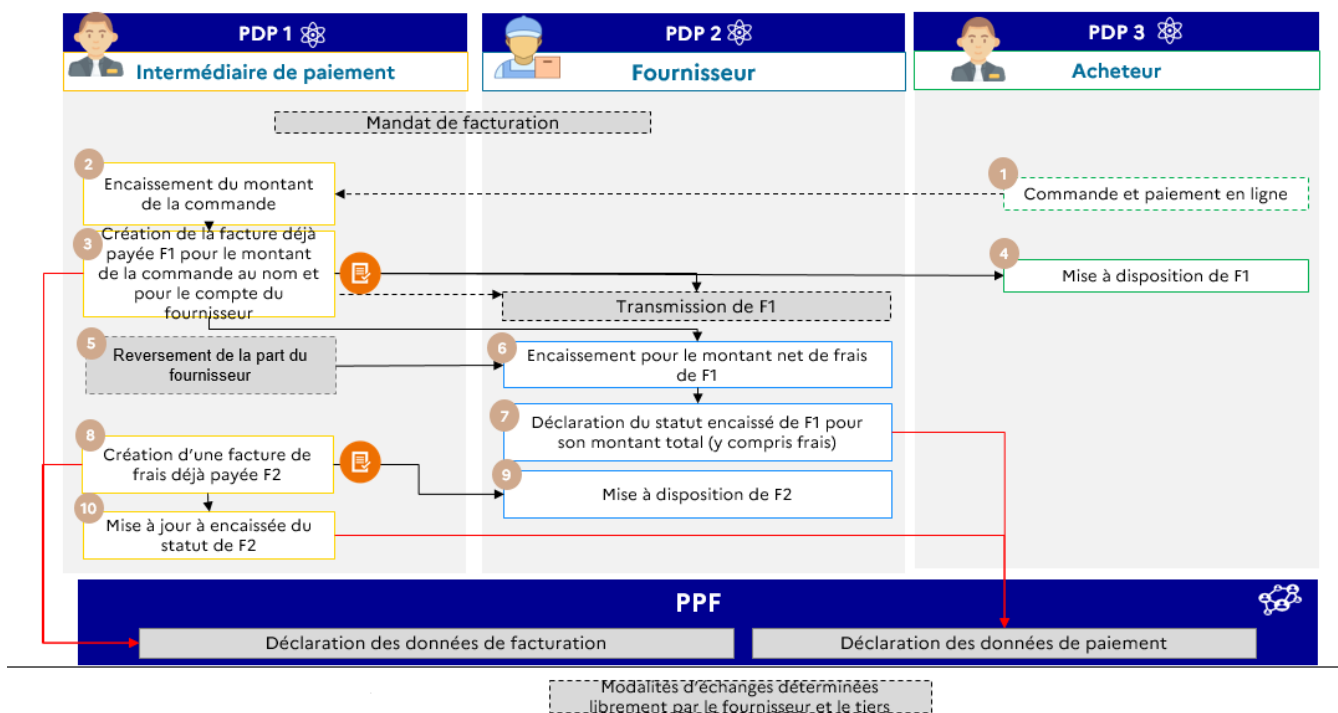 PDP 1
PDP 2
PDP 3
Intermédiaire de paiement
Fournisseur
Acheteur
Mandat de facturation
1
Commande et paiement en ligne
2
Encaissement du montant
de la commande
3
Création de la facture déjà
payée F1 pour le montant
de la commande au nom et
pour le compte du
fournisseur
4
Mise à disposition de F1
Transmission de F1
5
Reversement de la part du
fournisseur
6
Encaissement pour le montant net de frais
de F1
7
Déclaration du statut encaissé de F1 pour
son montant total (y compris frais)
8
Création d'une facture de
frais déjà payée F2
9
Mise à disposition de F2
10
Mise à jour à encaissée du
statut de F2
PPF
Déclaration des données de facturation
Déclaration des données de paiement
Modalités d'échanges déterminées
librement par le fournisseur et le tiers